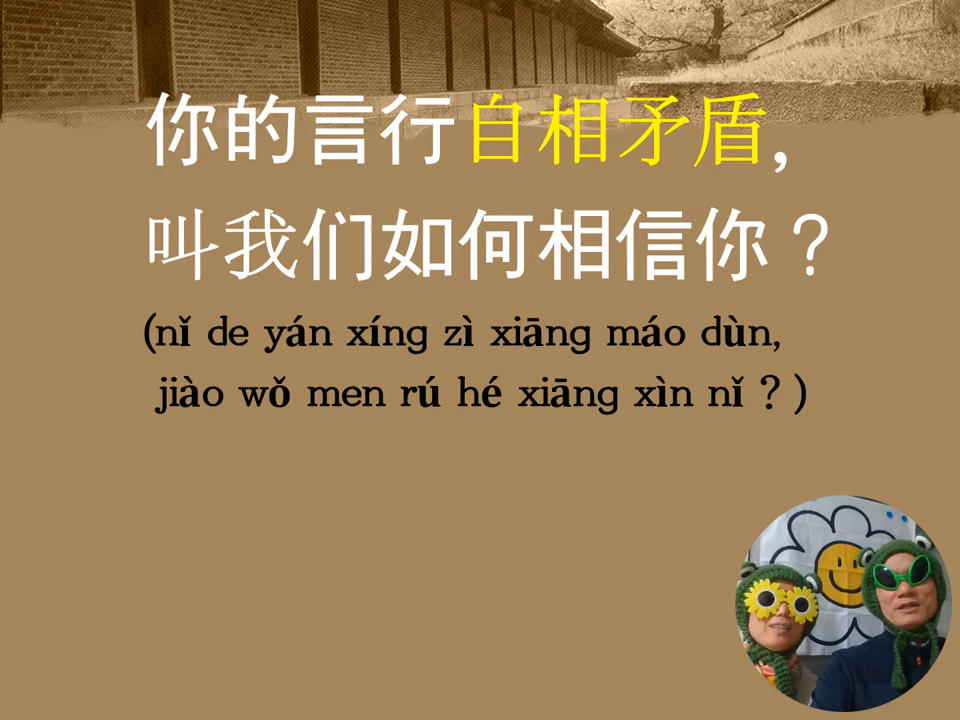 你的言行自相矛盾,
叫我们如何相信你？
(nǐ de yán xíng zì xiāng máo dùn,
jiào wǒ men rú hé xiāng xìn nǐ？)